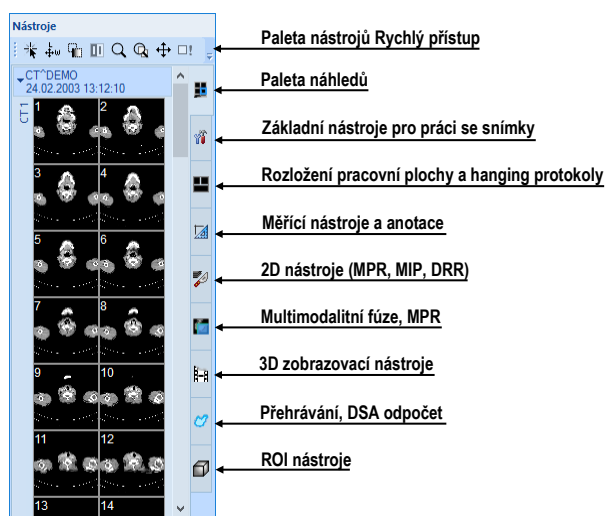 Nástroje
Paleta nástrojů Rychlý přístup
CT^DEMO
24.02.2003 13:12:10
Paleta náhledů
CT1
1 2
Základní nástroje pro práci se snímky
3 4
Rozložení pracovní plochy a hanging protokoly
Měřící nástroje a anotace
5 6
2D nástroje (MPR, MIP, DRR)
7 8
Multimodalitní fúze, MPR
9 10
3D zobrazovací nástroje
Přehrávání, DSA odpočet
11 12
ROI nástroje
13 14